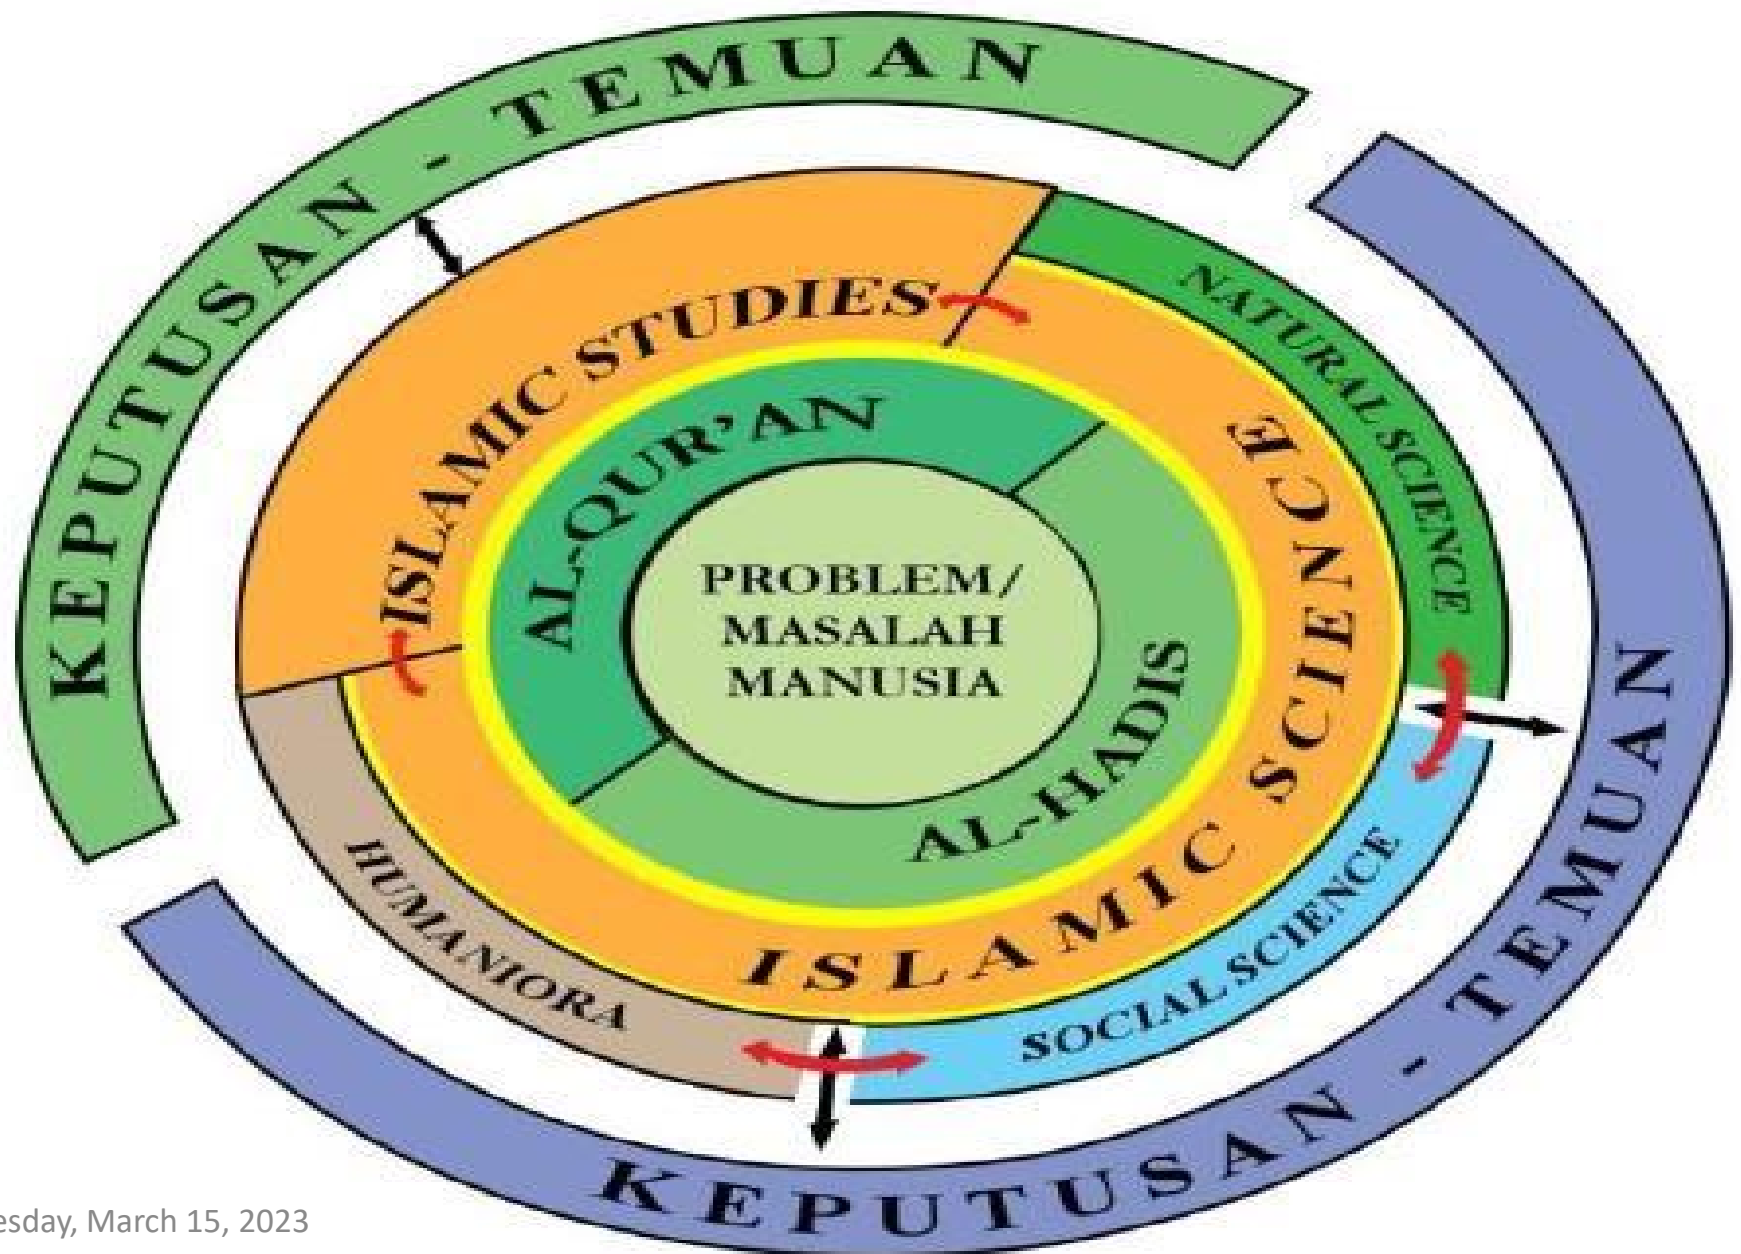 KEPUTUSAN - TEMUAN
ISLAMIC STUDIES
NATURAL SCIENCE
AL-QUR'AN
PROBLEM/
MASALAH
MANUSIA
AL-HADIS
ISLAMIC SCIENCE
HUMANIORA
SOCIAL SCIENCE
KEPUTUSAN - TEMUAN
esday, March 15, 2023